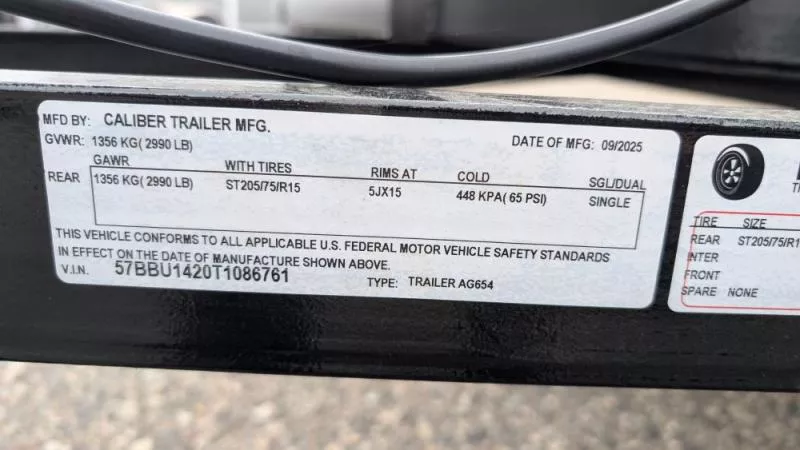 MFD BY: CALIBER TRAILER MFG. DATE OF MFG: 09/2025
GVWR: 1356 KG( 2990 LB)
GAWR WITH TIRES RIMS AT COLD SGL/DUAL
REAR 1356 KG( 2990 LB) ST205/75/R15 5JX15 448 KPA( 65 PSI) SINGLE
THIS VEHICLE CONFORMS TO ALL APPLICABLE U.S. FEDERAL MOTOR VEHICLE SAFETY STANDARDS
IN EFFECT ON THE DATE OF MANUFACTURE SHOWN ABOVE.
V.I.N. 57BBU1420T1086761 TYPE: TRAILER AG654
TIRE SIZE
REAR ST205/75/R1
INTER
FRONT
SPARE NONE